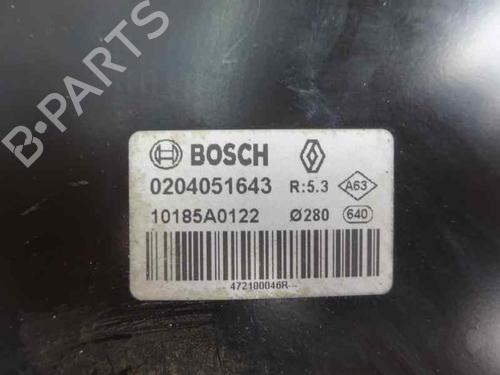 B-PARTS
BOSCH
0204051643 R:5.3 A63
10185A0122 Ø280 640
472100046R--